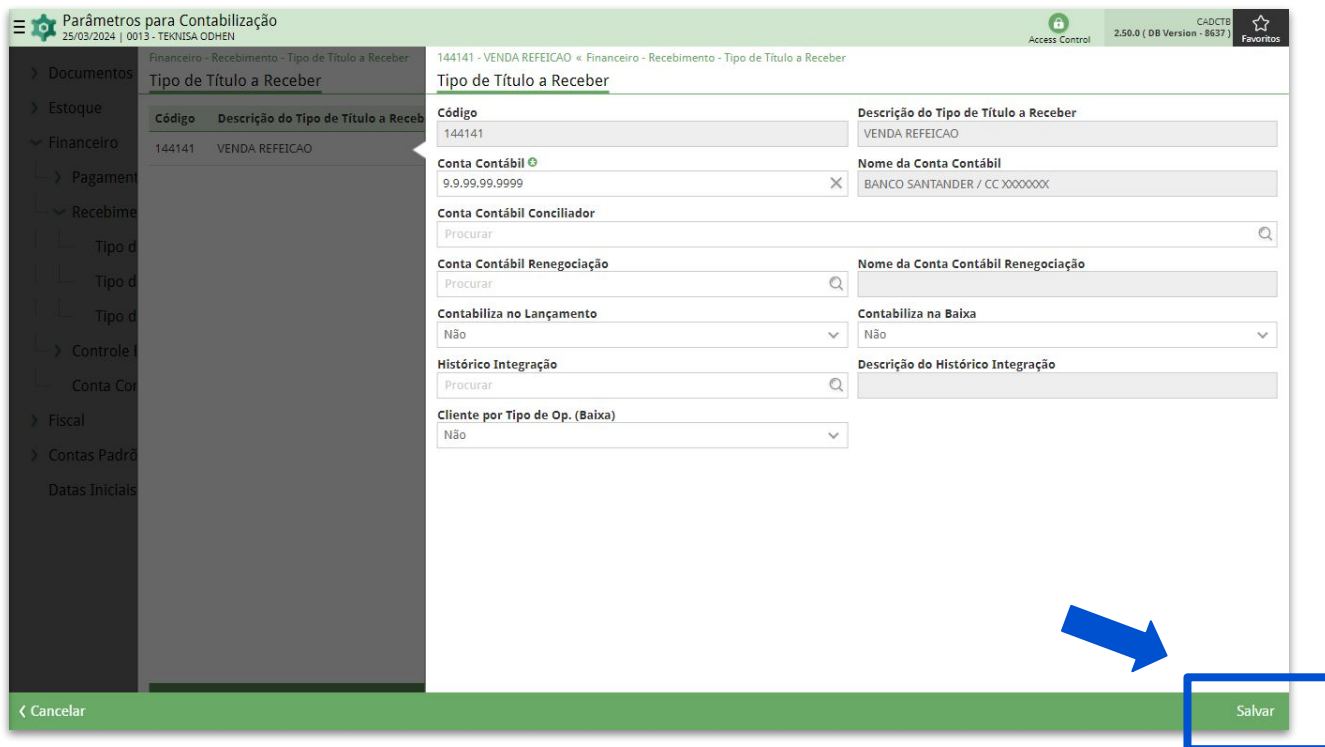 Parâmetros para Contabilização
25/03/2024 | 0013 - TEKNISA ODHEN
Access Control
CADCTB
2.50.0 ( DB Version - 8637 )
Favoritos
Documentos
Estoque
Financeiro
Pagament
Recebime
Tipo d
Tipo d
Tipo d
Controle I
Conta Cor
Fiscal
Contas Padrõ
Datas Iniciais
Financeiro - Recebimento - Tipo de Título a Receber
Tipo de Título a Receber
Código Descrição do Tipo de Título a Receb
144141 VENDA REFEICAO
144141 - VENDA REFEICAO « Financeiro - Recebimento - Tipo de Título a Receber
Tipo de Título a Receber
Código Descrição do Tipo de Título a Receber
144141 VENDA REFEICAO
Conta Contábil Nome da Conta Contábil
9.9.99.99.9999 BANCO SANTANDER / CC XXXXXXX
Conta Contábil Conciliador
Procurar
Conta Contábil Renegociação Nome da Conta Contábil Renegociação
Procurar
Contabiliza no Lançamento Contabiliza na Baixa
Não Não
Histórico Integração Descrição do Histórico Integração
Procurar
Cliente por Tipo de Op. (Baixa)
Não
Cancelar Salvar